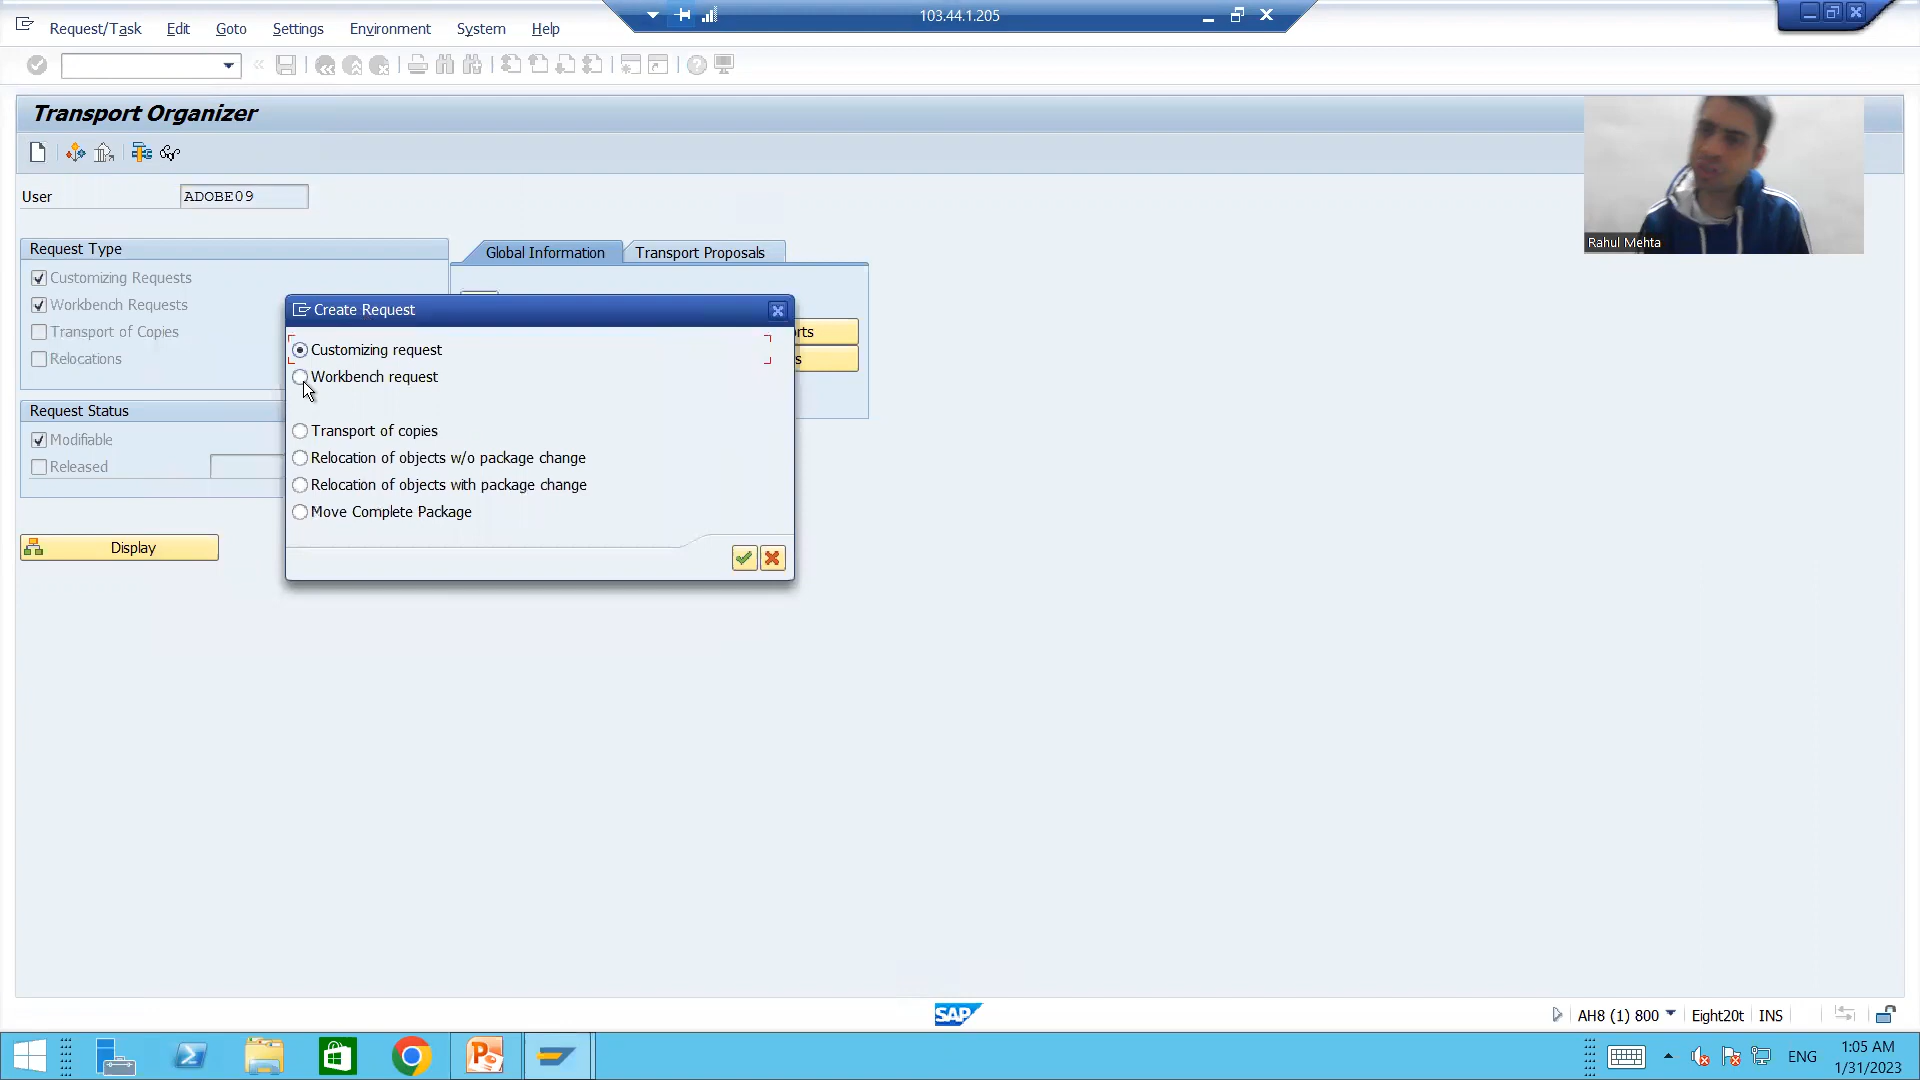 103.44.1.205
Request/Task Edit Goto Settings Environment System Help
Transport Organizer
User ADOBE09
Rahul Mehta
Request Type
Global Information Transport Proposals
Customizing Requests
Workbench Requests
Transport of Copies
Relocations
rts
s
Request Status
Modifiable
Released
Display
Create Request
Customizing request
Workbench request
Transport of copies
Relocation of objects w/o package change
Relocation of objects with package change
Move Complete Package
SAP
AH8 (1) 800 Eight20t INS
ENG
1:05 AM
1/31/2023